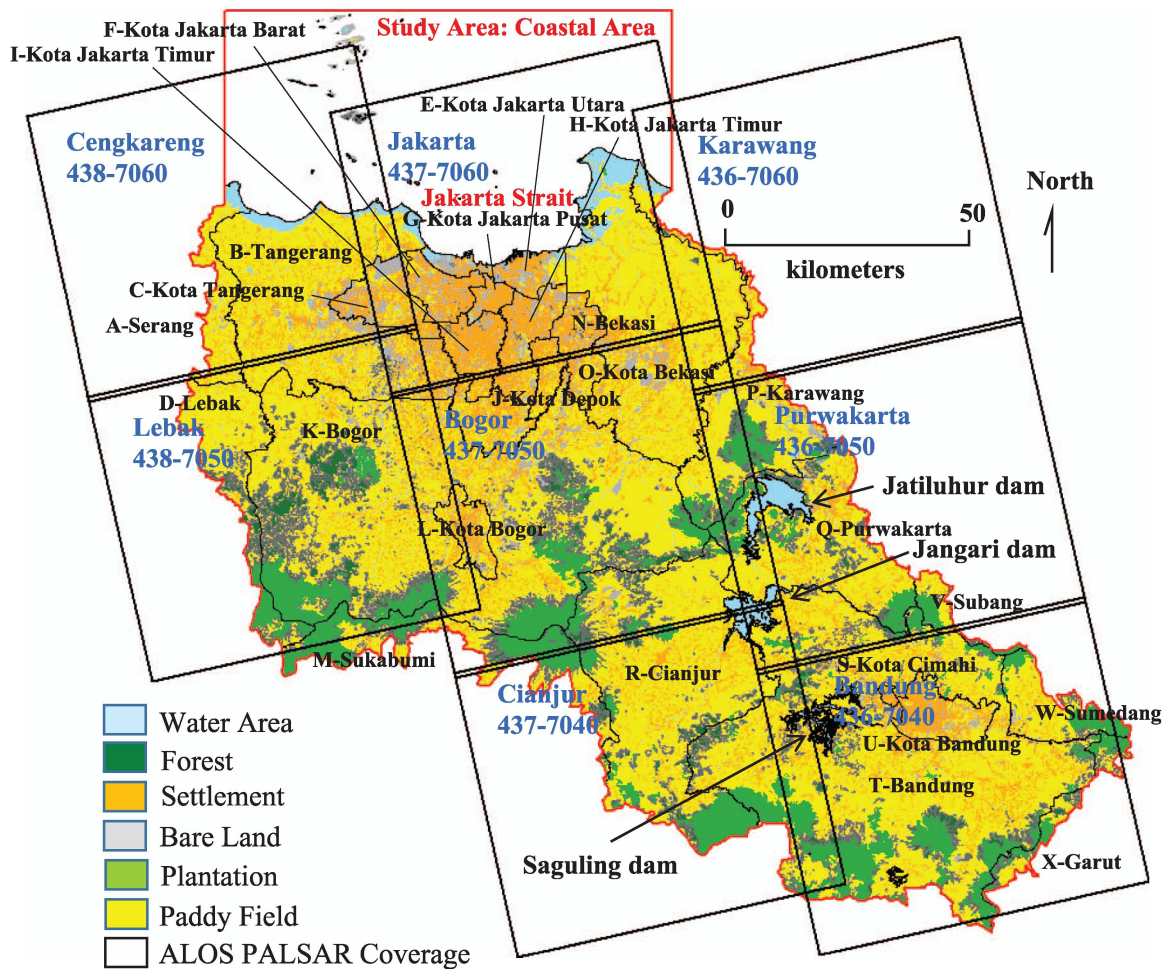 F-Kota Jakarta Barat
Study Area: Coastal Area
I-Kota Jakarta Timur
E-Kota Jakarta Utara
H-Kota Jakarta Timur
Cengkareng
438-7060
Jakarta
437-7060
Karawang
436-7060
North
Jakarta Strait
G-Kota Jakarta Pusat
0
50
kilometers
B-Tangerang
C-Kota Tangerang
A-Serang
N-Bekasi
O-Kota Bekasi
D-Lebak
J-Kota Depok
P-Karawang
Lebak
438-7050
K-Bogor
Bogor
437-7050
Purwakarta
436-7050
Jatiluhur dam
L-Kota Bogor
Q-Purwakarta
Jangari dam
V-Subang
M-Sukabumi
R-Cianjur
S-Kota Cimahi
Cianjur
437-7040
Bandung
436-7040
W-Sumedang
U-Kota Bandung
T-Bandung
Saguling dam
X-Garut
Water Area
Forest
Settlement
Bare Land
Plantation
Paddy Field
ALOS PALSAR Coverage